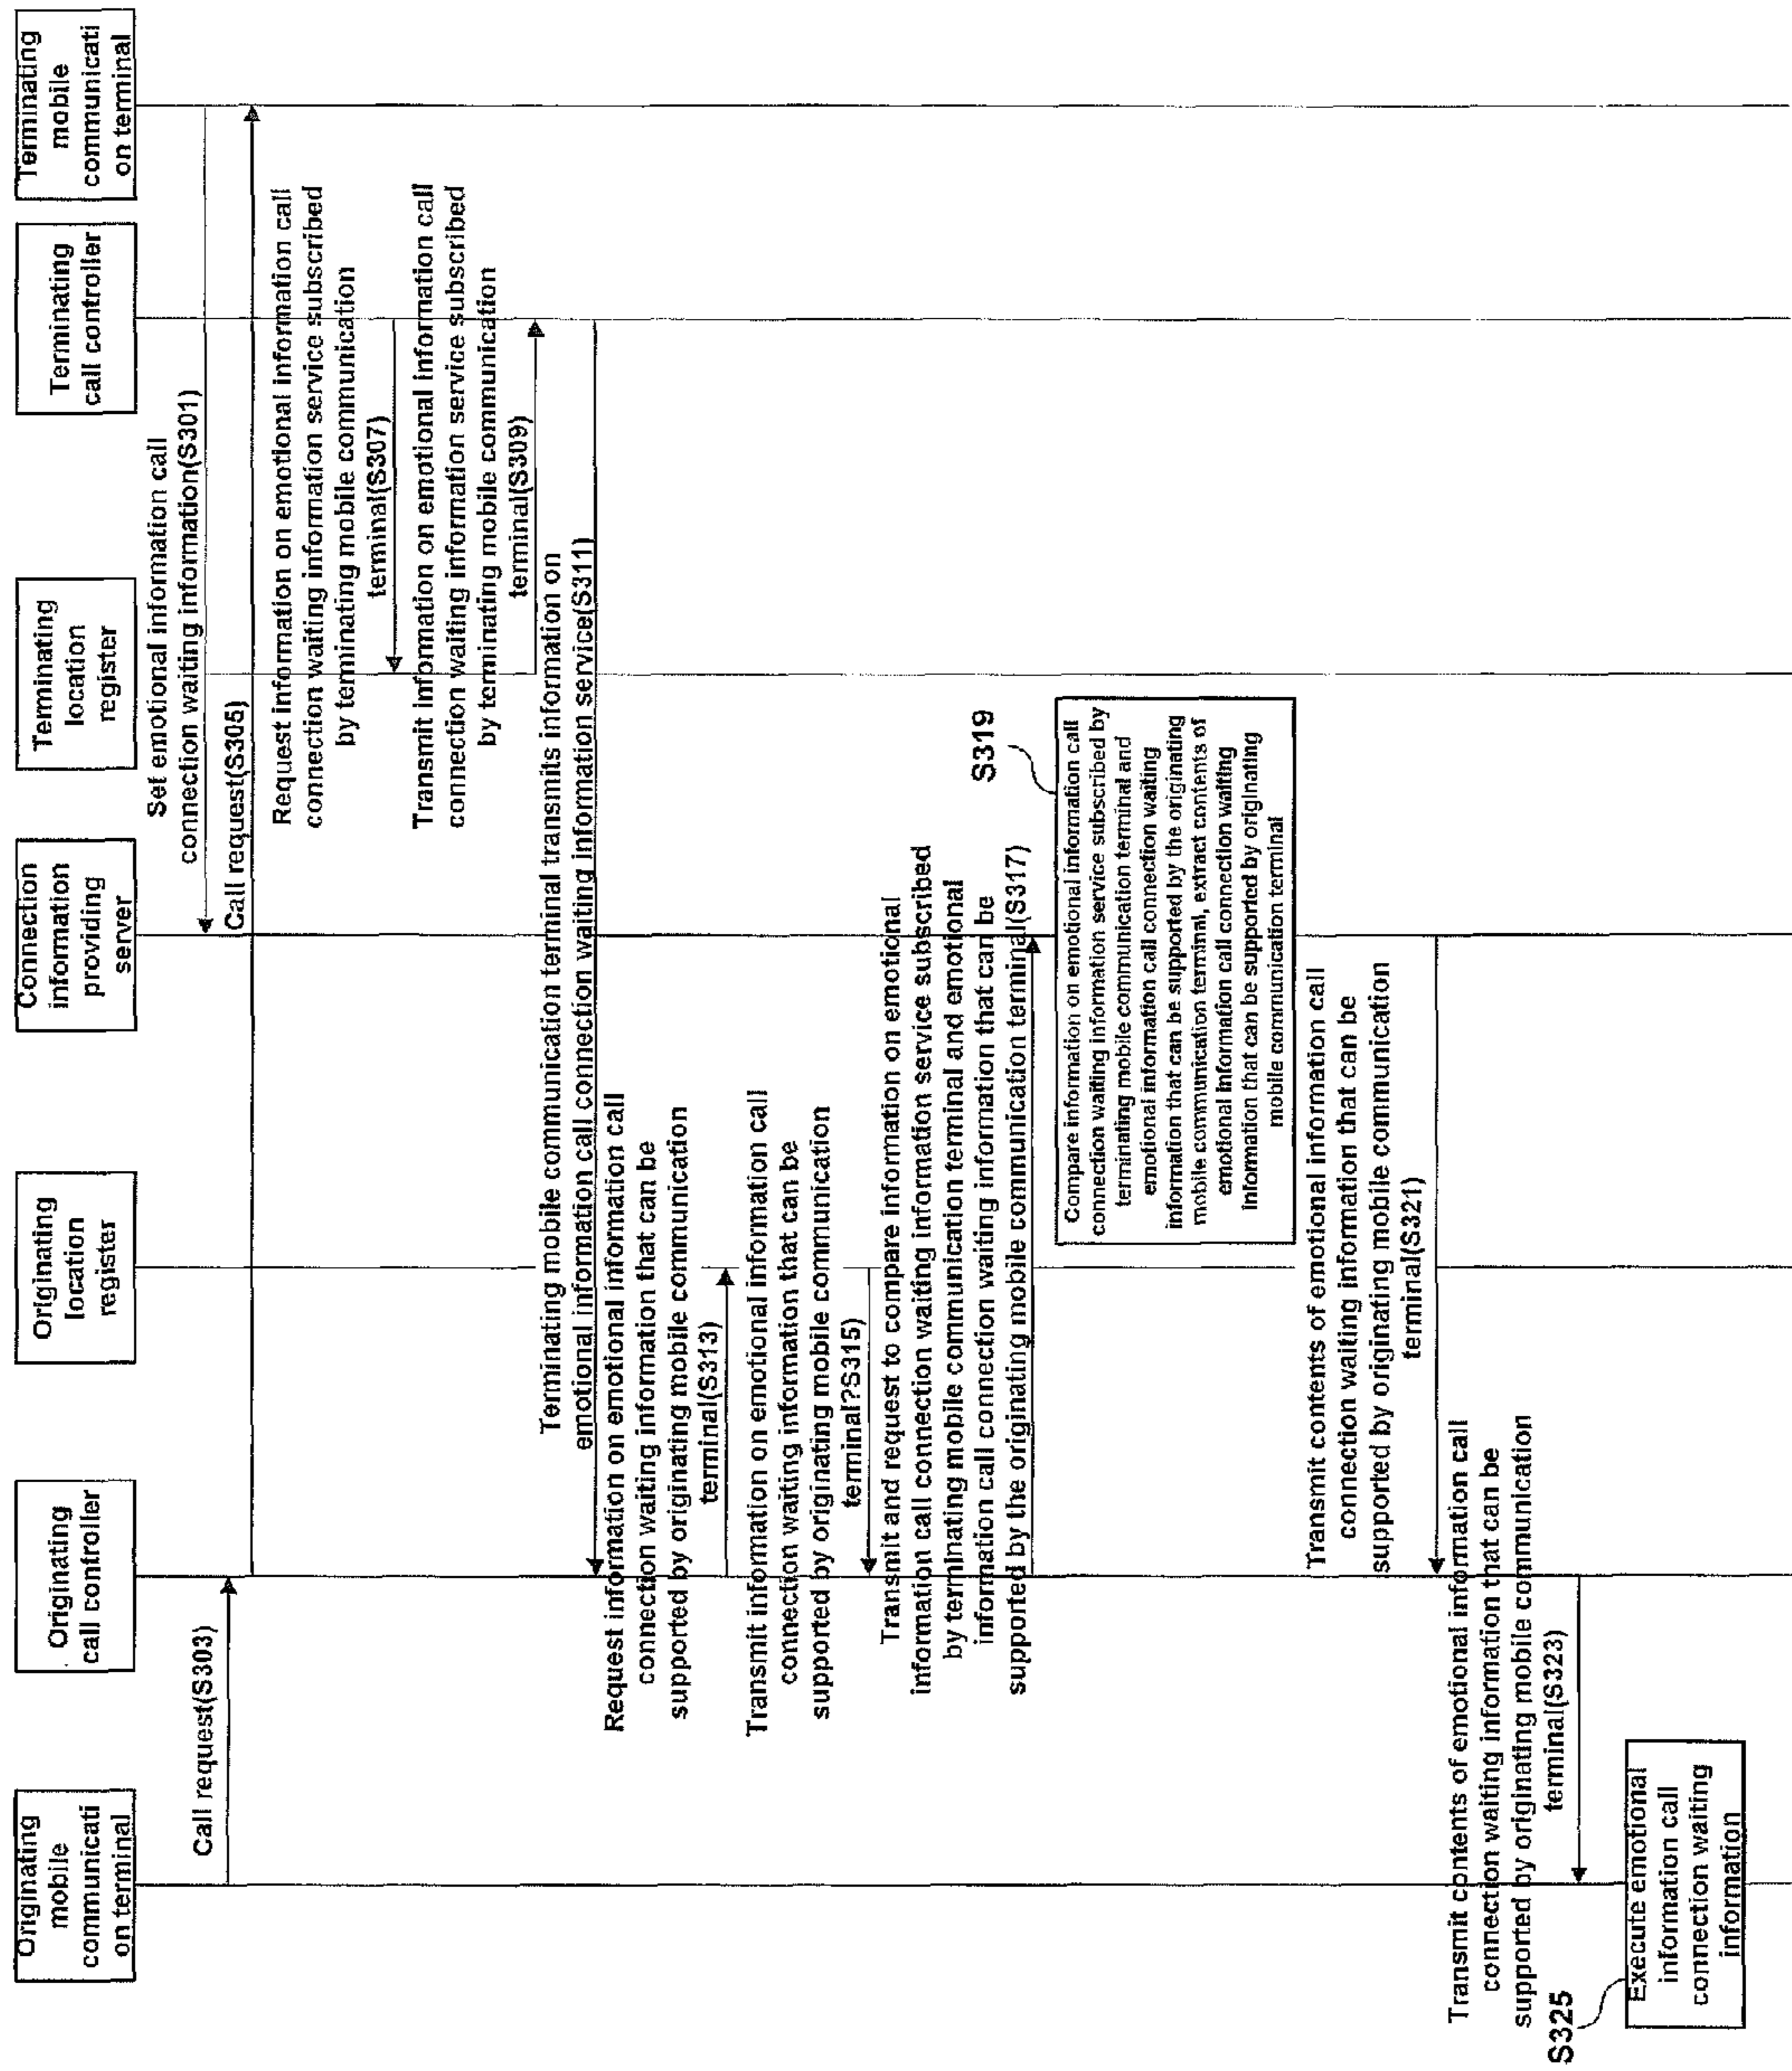 Originating
mobile
communicati
on terminal
Originating
call controller
Originating
location
register
Connection
information
providing
server
Terminating
location
register
Terminating
call controller
Terminating
mobile
communicati
on terminal
Set emotional information call
connection waiting information(S301)
Call request(S303)
Call request(S305)
Request information on emotional information call
connection waiting information service subscribed
by terminating mobile communication
terminal(S307)
Transmit information on emotional information call
connection waiting information service subscribed
by terminating mobile communication
terminal(S309)
Terminating mobile communication terminal transmits information on
emotional information call connection waiting information service(S311)
Request information on emotional information call
connection waiting information that can be
supported by originating mobile communication
terminal(S313)
Transmit information on emotional information call
connection waiting information that can be
supported by originating mobile communication
terminal?S315)
Transmit and request to compare information on emotional
information call connection waiting information service subscribed
by terminating mobile communication terminal and emotional
information call connection waiting information that can be
supported by the originating mobile communication terminal(S317)
S319
Compare information on emotional information call
connection waiting information service subscribed by
terminating mobile communication terminal and
emotional information call connection waiting
information that can be supported by the originating
mobile communication terminal, extract contents of
emotional information call connection waiting
information that can be supported by originating
mobile communication terminal
Transmit contents of emotional information call
connection waiting information that can be
supported by originating mobile communication
terminal(S321)
Transmit contents of emotional information call
connection waiting information that can be
supported by originating mobile communication
terminal(S323)
S325
Execute emotional
information call
connection waiting
information